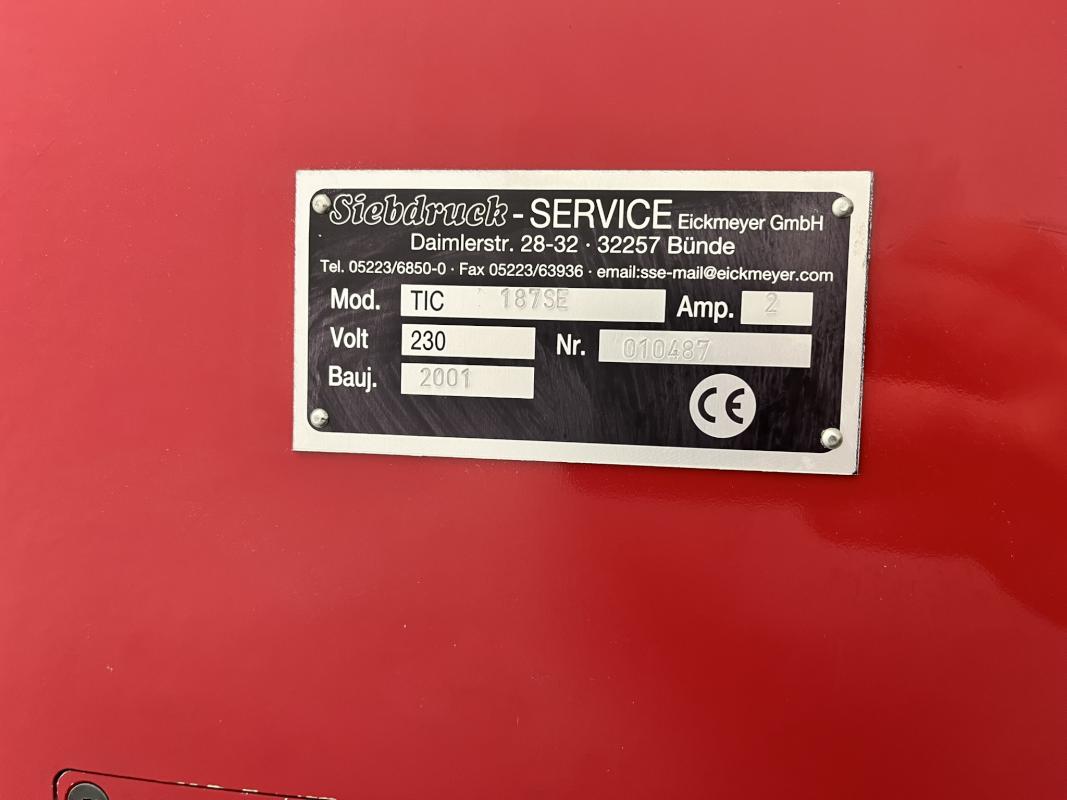 Siebdruck - SERVICE Eickmeyer GmbH
Daimlerstr. 28-32 · 32257 Bünde
Tel. 05223/6850-0 · Fax 05223/63936 · email:sse-mail@eickmeyer.com
Mod. TIC 187SE Amp. 2
Volt 230 Nr. 010487
Bauj. 2001
CE